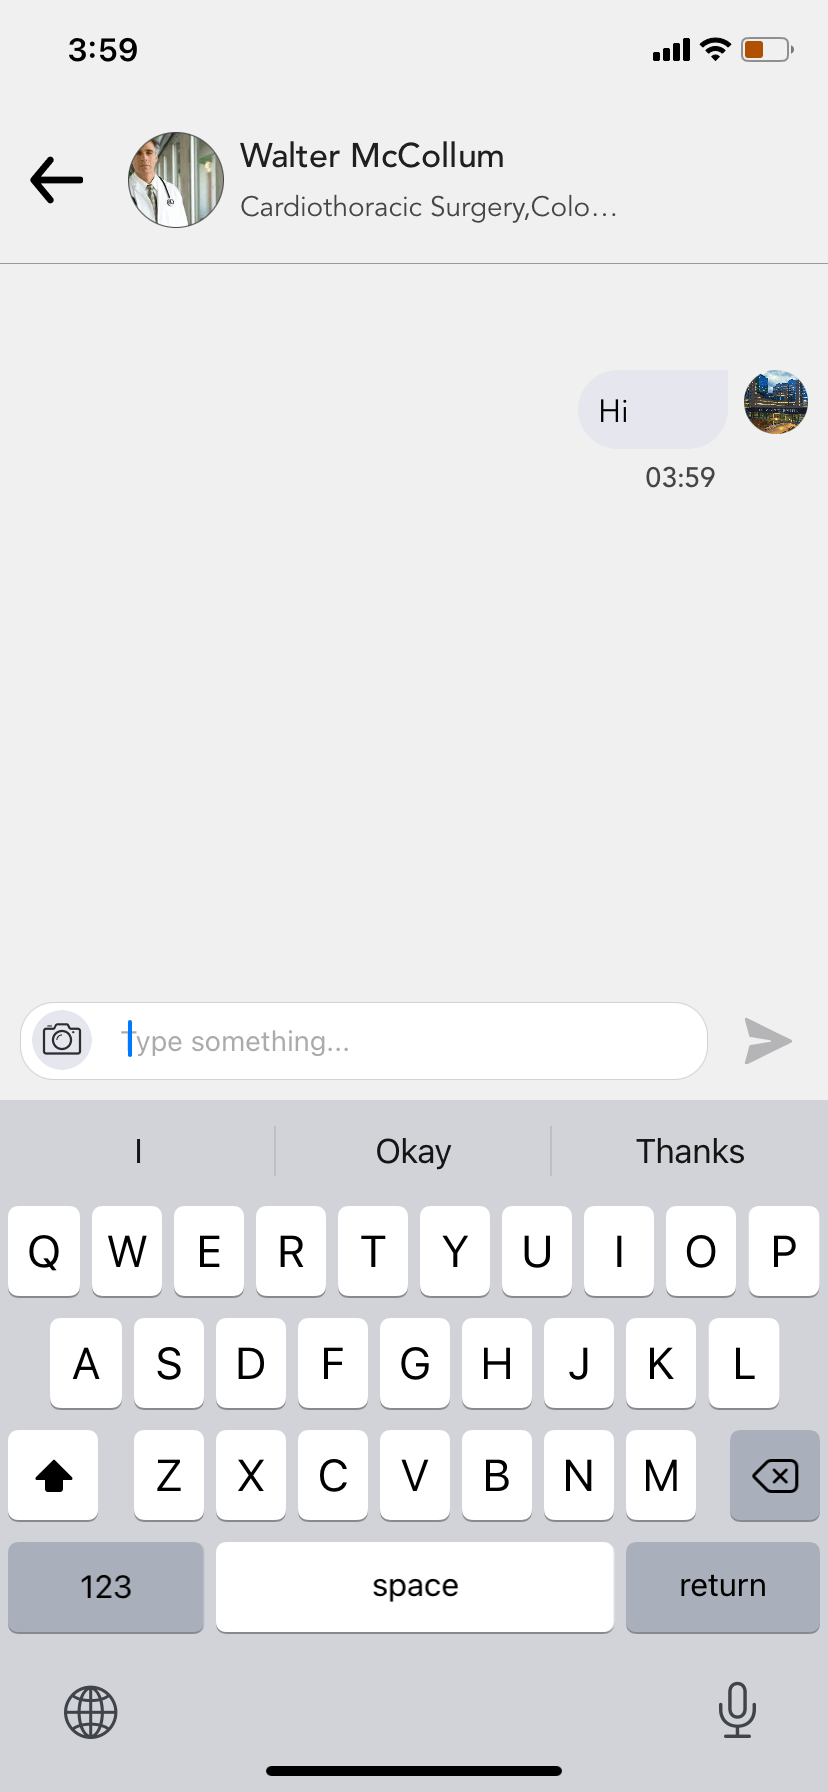 3:59
Walter McCollum
Cardiothoracic Surgery,Colo...
Hi
03:59
Type something...
I Okay Thanks
Q W E R T Y U I O P
A S D F G H J K L
Z X C V B N M
123 space return